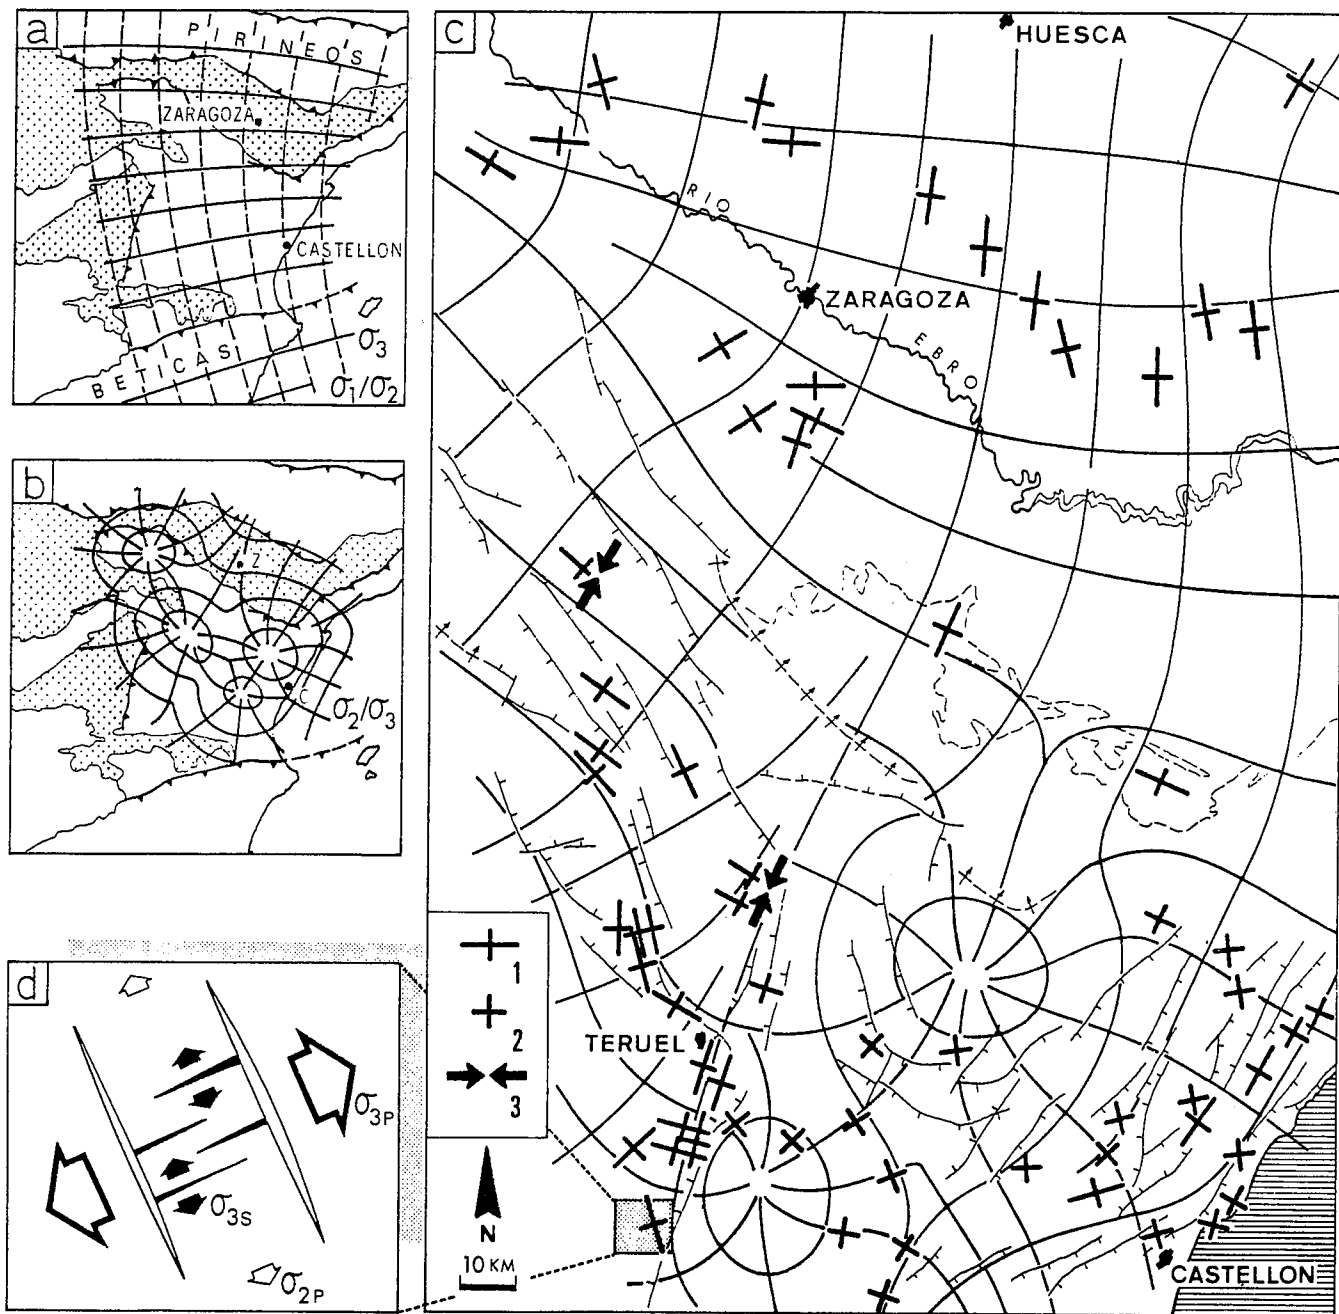 a
PIRINEOS
ZARAGOZA
CASTELLON
σ3
BETICAS
σ1/σ2
b
Z
C
σ2/σ3
c
HUESCA
RIO
ZARAGOZA
EBRO
1
2
3
TERUEL
N
10 KM
CASTELLON
d
σ3P
σ3S
σ2P